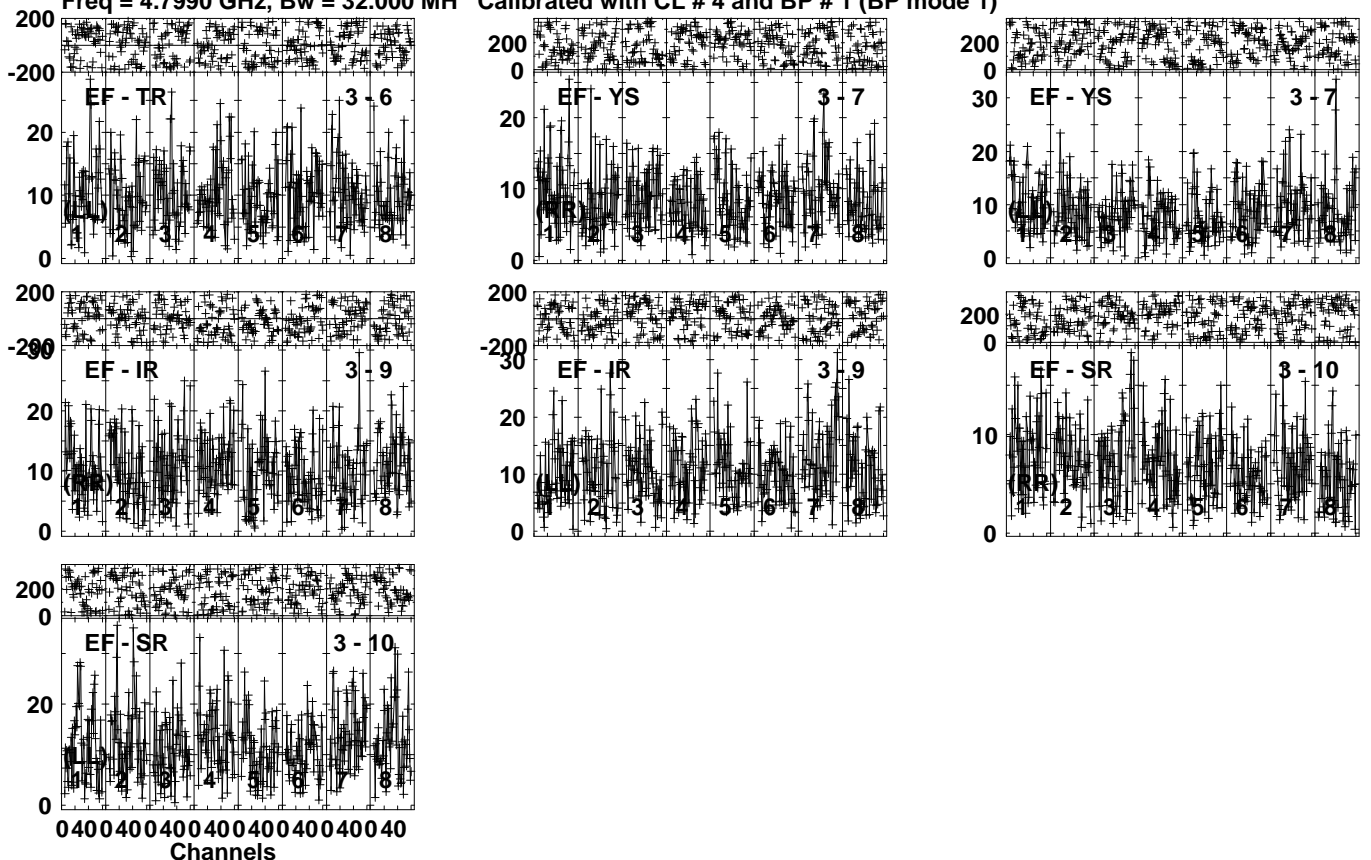 Freq = 4.7990 GHz, Bw = 32.000 MH Calibrated with CL # 4 and BP # 1 (BP mode 1)
200
-200
EF - TR 3 - 6
20
10
0
(LL)
1 2 3 4 5 6 7 8
200
0
EF - YS 3 - 7
20
10
0
(RR)
1 2 3 4 5 6 7 8
200
0
EF - YS 3 - 7
30
20
10
0
(LL)
1 2 3 4 5 6 7 8
200
-200
30
EF - IR 3 - 9
20
10
0
(RR)
1 2 3 4 5 6 7 8
200
-200
30
EF - IR 3 - 9
20
10
0
(LL)
1 2 3 4 5 6 7 8
200
0
EF - SR 3 - 10
10
0
(RR)
1 2 3 4 5 6 7 8
200
0
EF - SR 3 - 10
20
0
(LL)
1 2 3 4 5 6 7 8
0 40 0 40 0 40 0 40 0 40 0 40 0 40 0 40
Channels